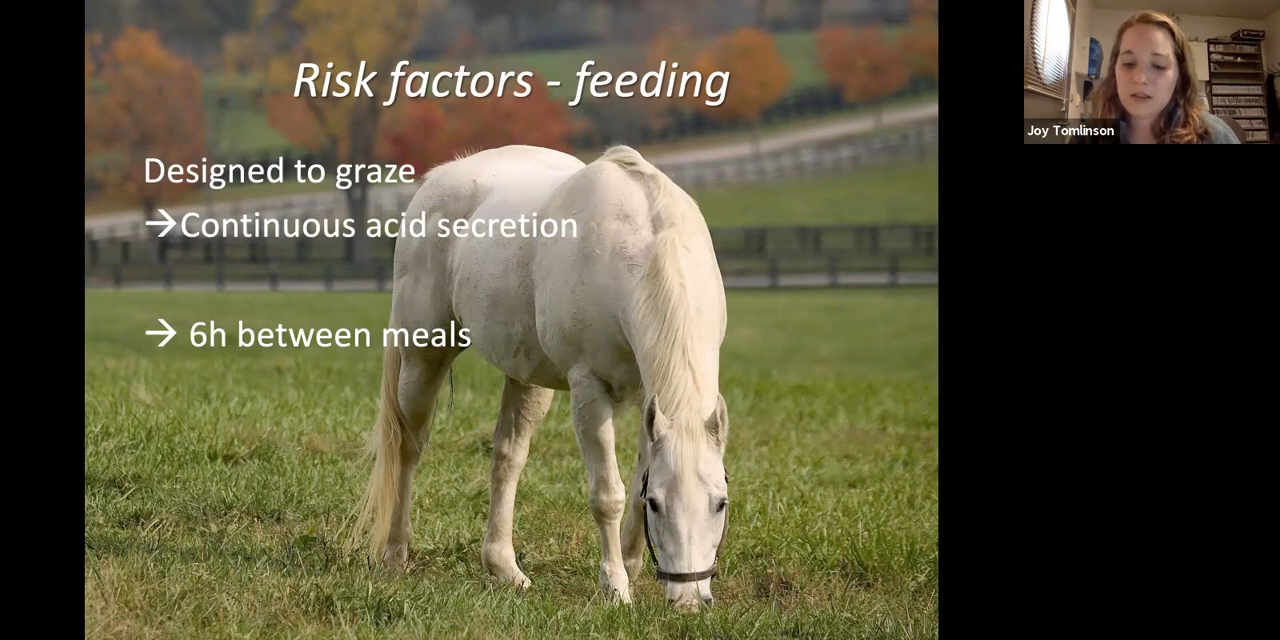 Risk factors - feeding
Designed to graze
→Continuous acid secretion
→ 6h between meals
Joy Tomlinson